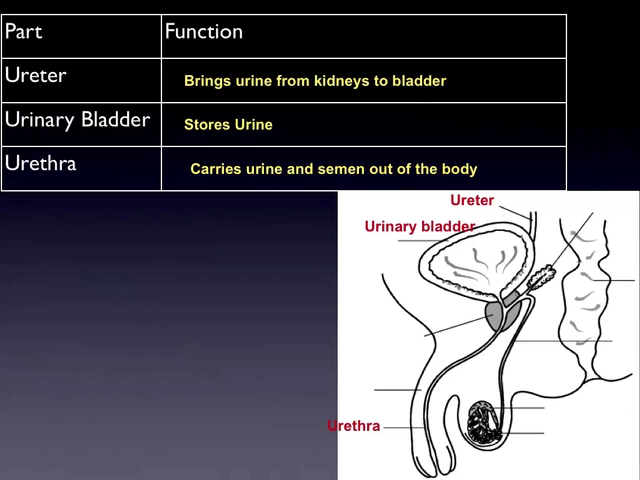 Part Function
Ureter Brings urine from kidneys to bladder
Urinary Bladder Stores Urine
Urethra Carries urine and semen out of the body
Ureter
Urinary bladder
Urethra